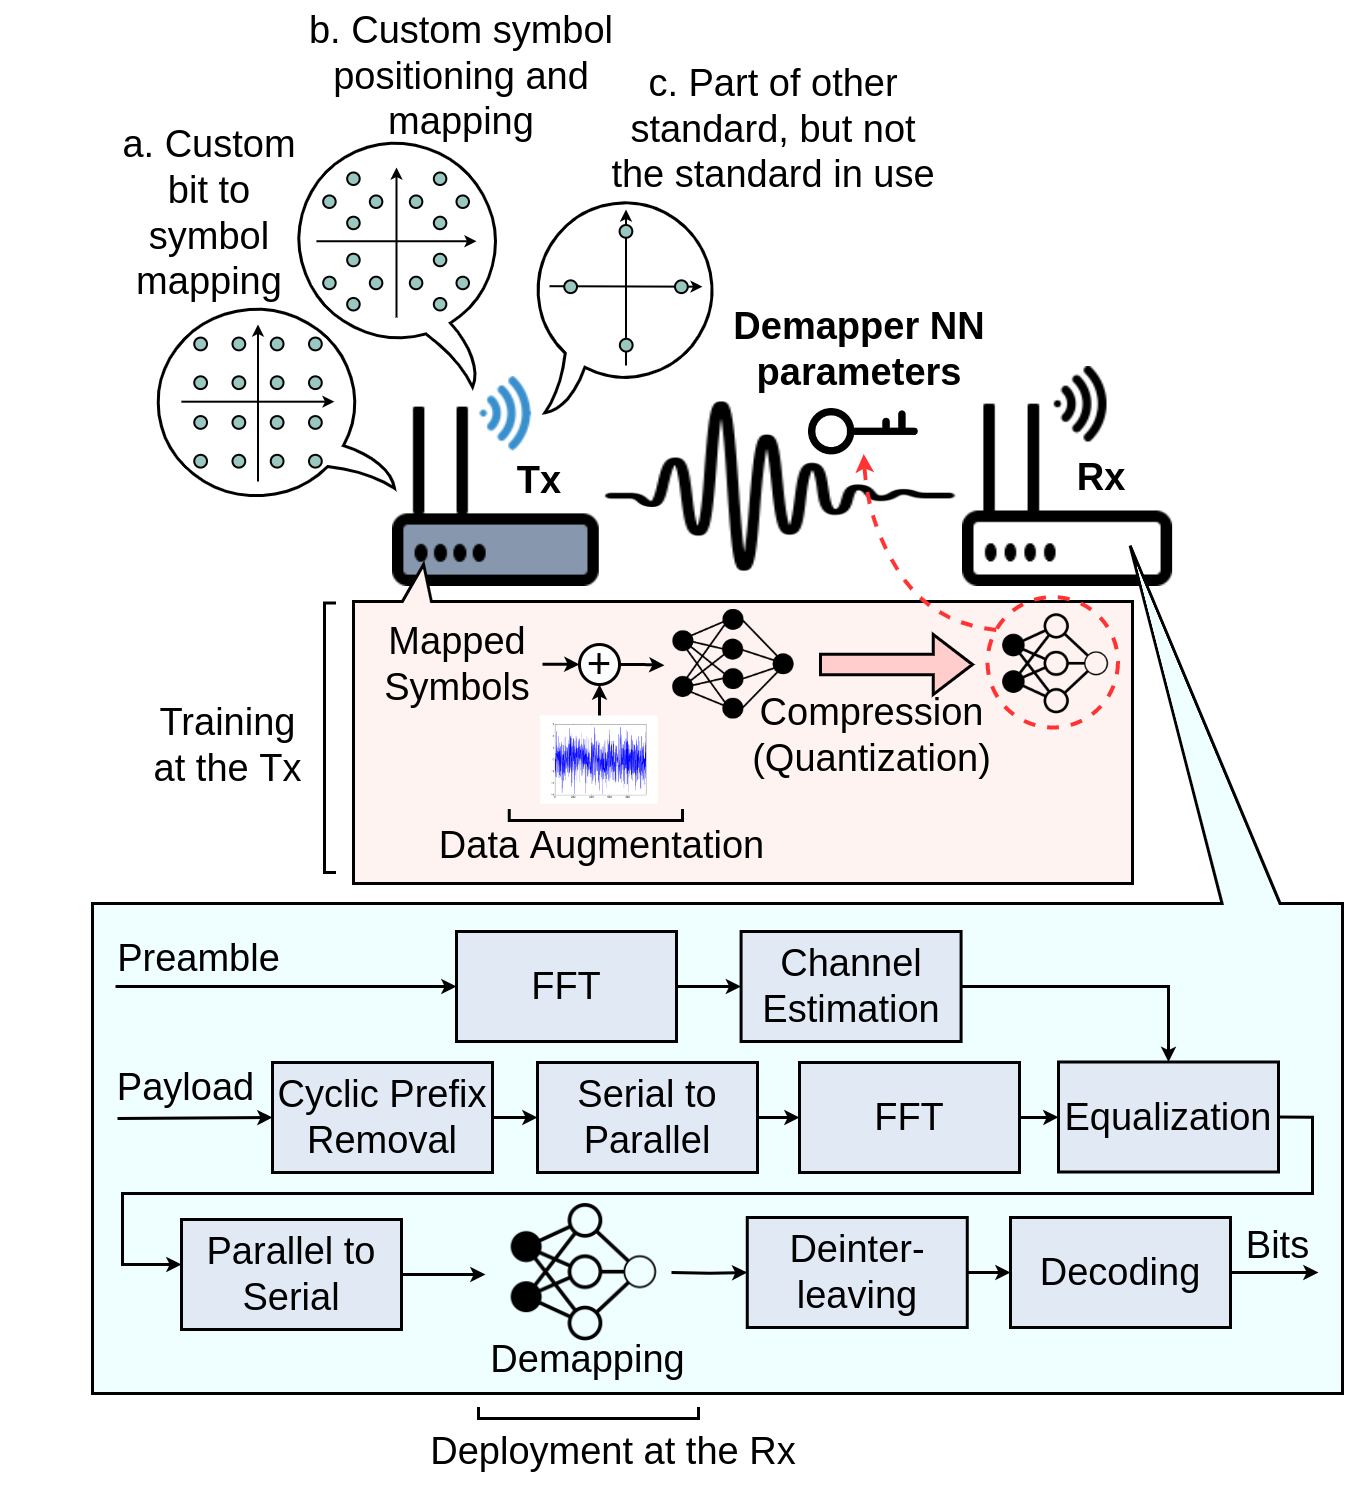 b. Custom symbol
positioning and
mapping
c. Part of other
standard, but not
the standard in use
a. Custom
bit to
symbol
mapping
Demapper NN
parameters
Tx
Rx
Mapped
Symbols
+
Compression
(Quantization)
Training
at the Tx
Data Augmentation
Preamble
FFT
Channel
Estimation
Payload
Cyclic Prefix
Removal
Serial to
Parallel
FFT
Equalization
Parallel to
Serial
Demapping
Deinter-
leaving
Decoding
Bits
Deployment at the Rx